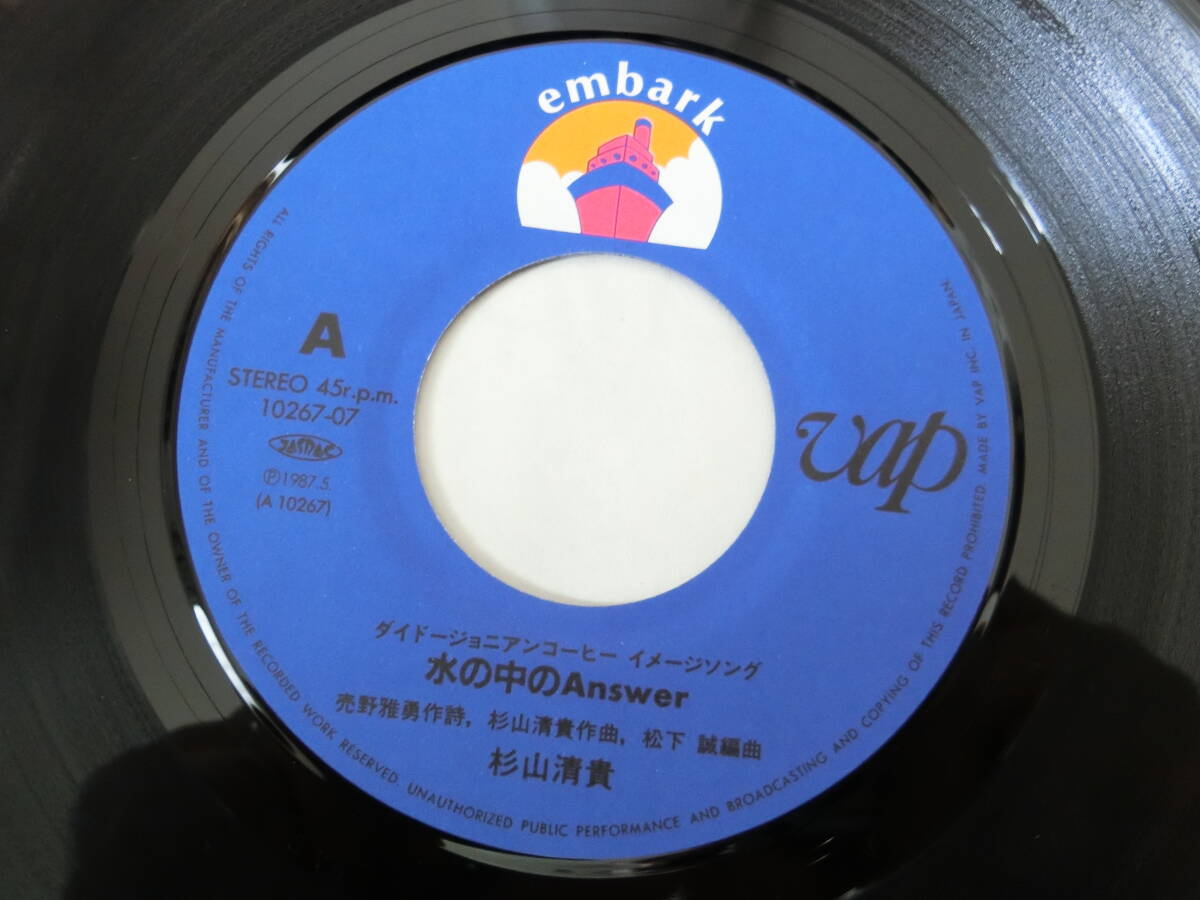 embark
A
STEREO 45r.p.m.
10267-07
JASRAC
Ⓟ1987.5.
(A 10267)
vap
ダイドージョニアンコーヒー イメージソング
水の中のAnswer
売野雅勇作詩, 杉山清貴作曲, 松下 誠編曲
杉山清貴
ALL RIGHTS OF THE MANUFACTURER AND OF THE OWNER OF THE RECORDED WORK RESERVED. UNAUTHORIZED PUBLIC PERFORMANCE AND BROADCASTING AND COPYING OF THIS RECORD PROHIBITED. MADE BY VAP INC. IN JAPAN.